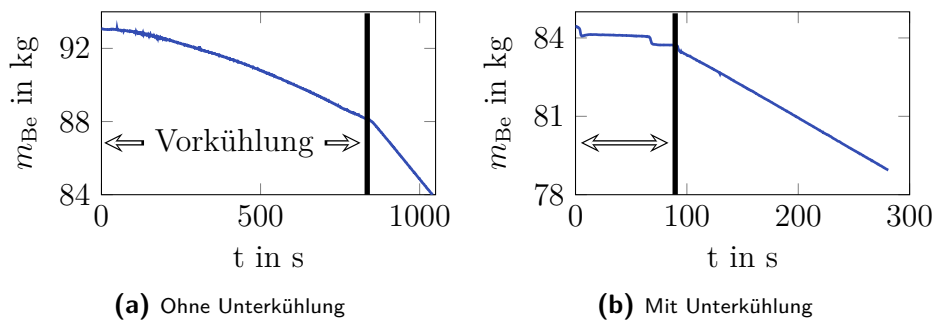 92
88
84
m_Be in kg
Vorkühlung
0 500 1000
t in s
(a) Ohne Unterkühlung
84
81
78
m_Be in kg
0 100 200 300
t in s
(b) Mit Unterkühlung